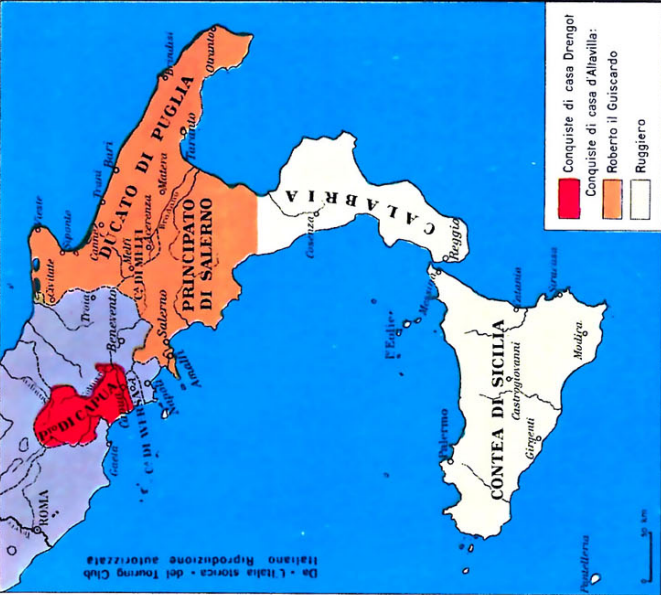 Conquiste di casa Drengot
Conquiste di casa d'Altavilla:
Roberto il Guiscardo
Ruggiero
DUCATO DI PUGLIA
PRINCIPATO
DI SALERNO
CALABRIA
CONTEA DI SICILIA
Pto DI CAPUA
ROMA
Vieste
Siponto
Civitate
Troia
Canne
Trani
Bari
Brindisi
Otranto
Taranto
Matera
Acerenza
Melfi
Benevento
Salerno
Amalfi
Napoli
Gaeta
Cosenza
Reggio
Messina
Catania
Siracusa
Modica
Castrogiovanni
Girgenti
Palermo
Pantelleria
Da - L'Italia storica - del Touring Club
Italiano Riproduzione autorizzata